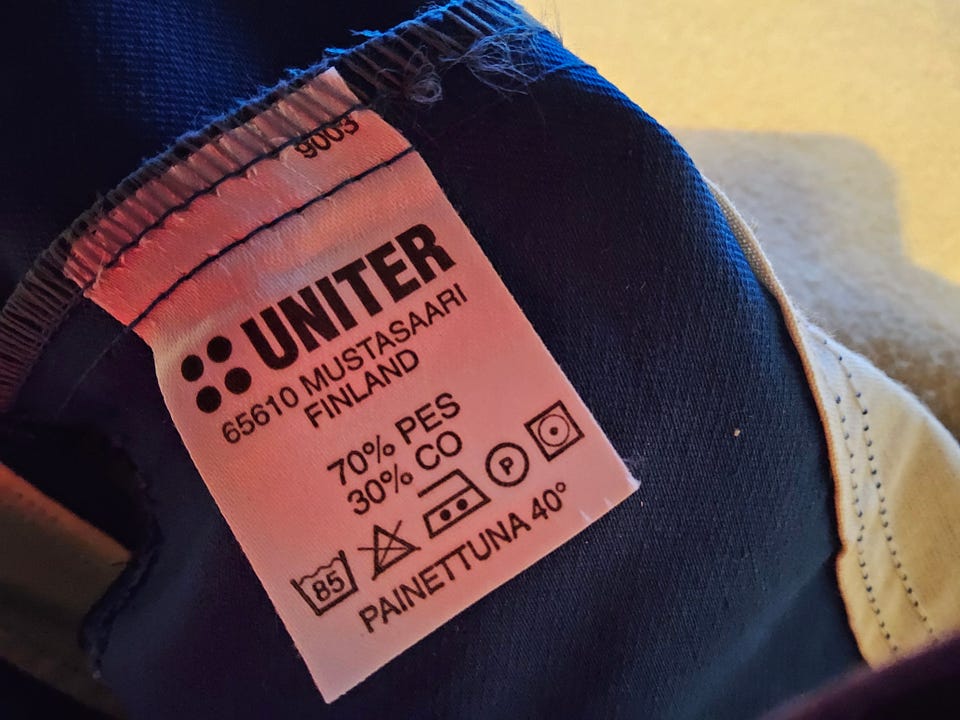 9003
UNITER
65610 MUSTASAARI
FINLAND
70% PES
30% CO
85
P
PAINETTUNA 40°